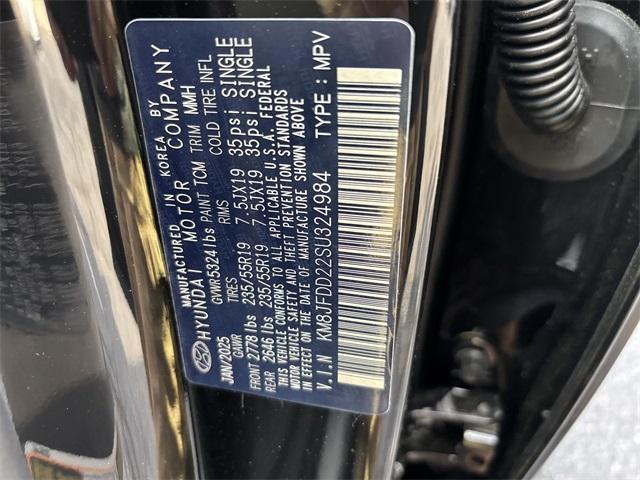 MANUFACTURED IN KOREA BY
HYUNDAI MOTOR COMPANY
JAN/2025 GVWR5324lbs PAINT TCM TRIM MMH
GAWR TIRES RIMS COLD TIRE INFL
FRONT 2778 lbs 235/55R19 7.5JX19 35psi SINGLE
REAR 2646 lbs 235/55R19 7.5JX19 35psi SINGLE
THIS VEHICLE CONFORMS TO ALL APPLICABLE U.S.A. FEDERAL
MOTOR VEHICLE SAFETY AND THEFT PREVENTION STANDARDS
IN EFFECT ON THE DATE OF MANUFACTURE SHOWN ABOVE
V.I.N KM8JFDD22SU324984 TYPE : MPV